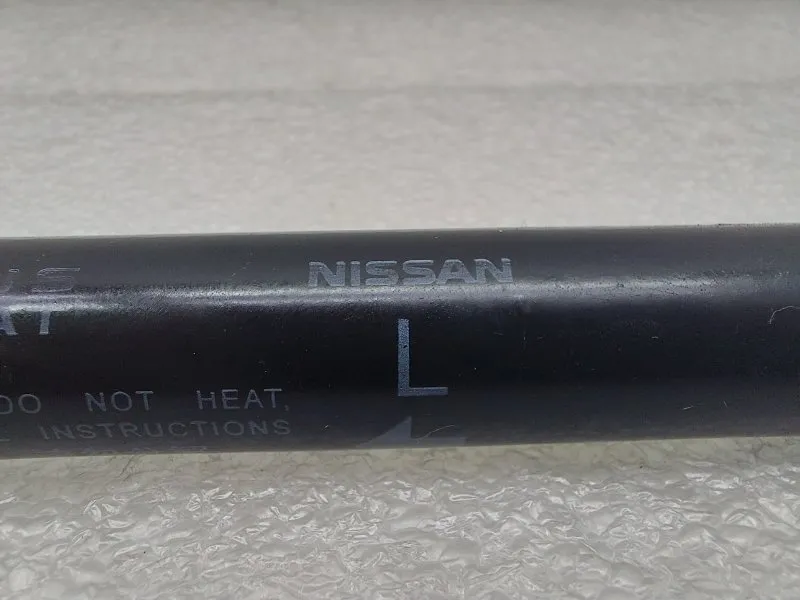 NISSAN
L
DO NOT HEAT,
INSTRUCTIONS